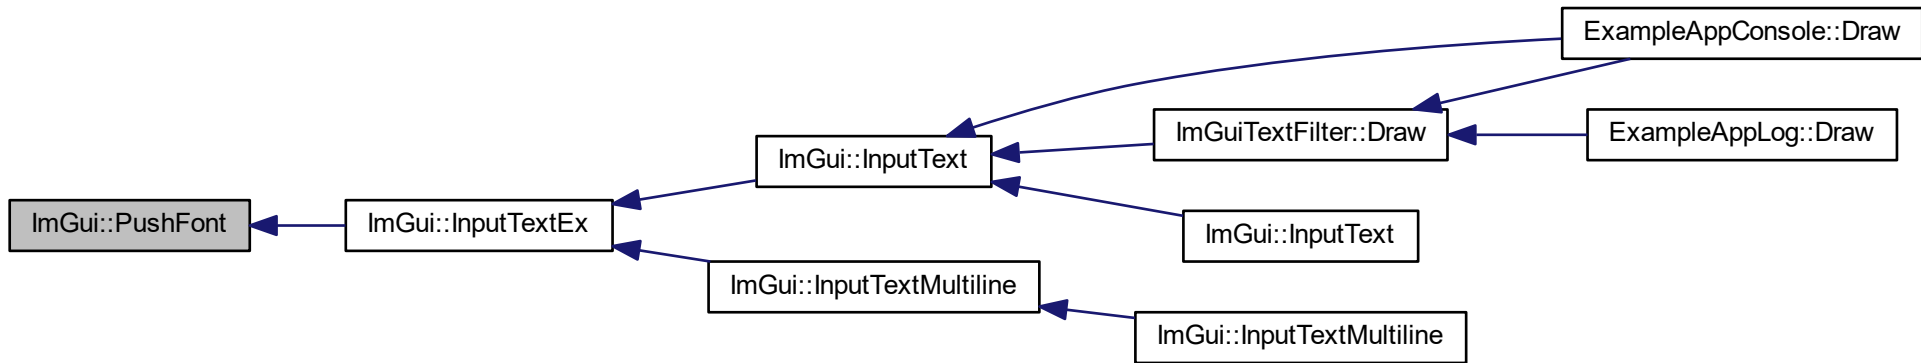 ImGui::PushFont
ImGui::InputTextEx
ImGui::InputText
ImGui::InputTextMultiline
ExampleAppConsole::Draw
ImGuiTextFilter::Draw
ExampleAppLog::Draw
ImGui::InputText
ImGui::InputTextMultiline